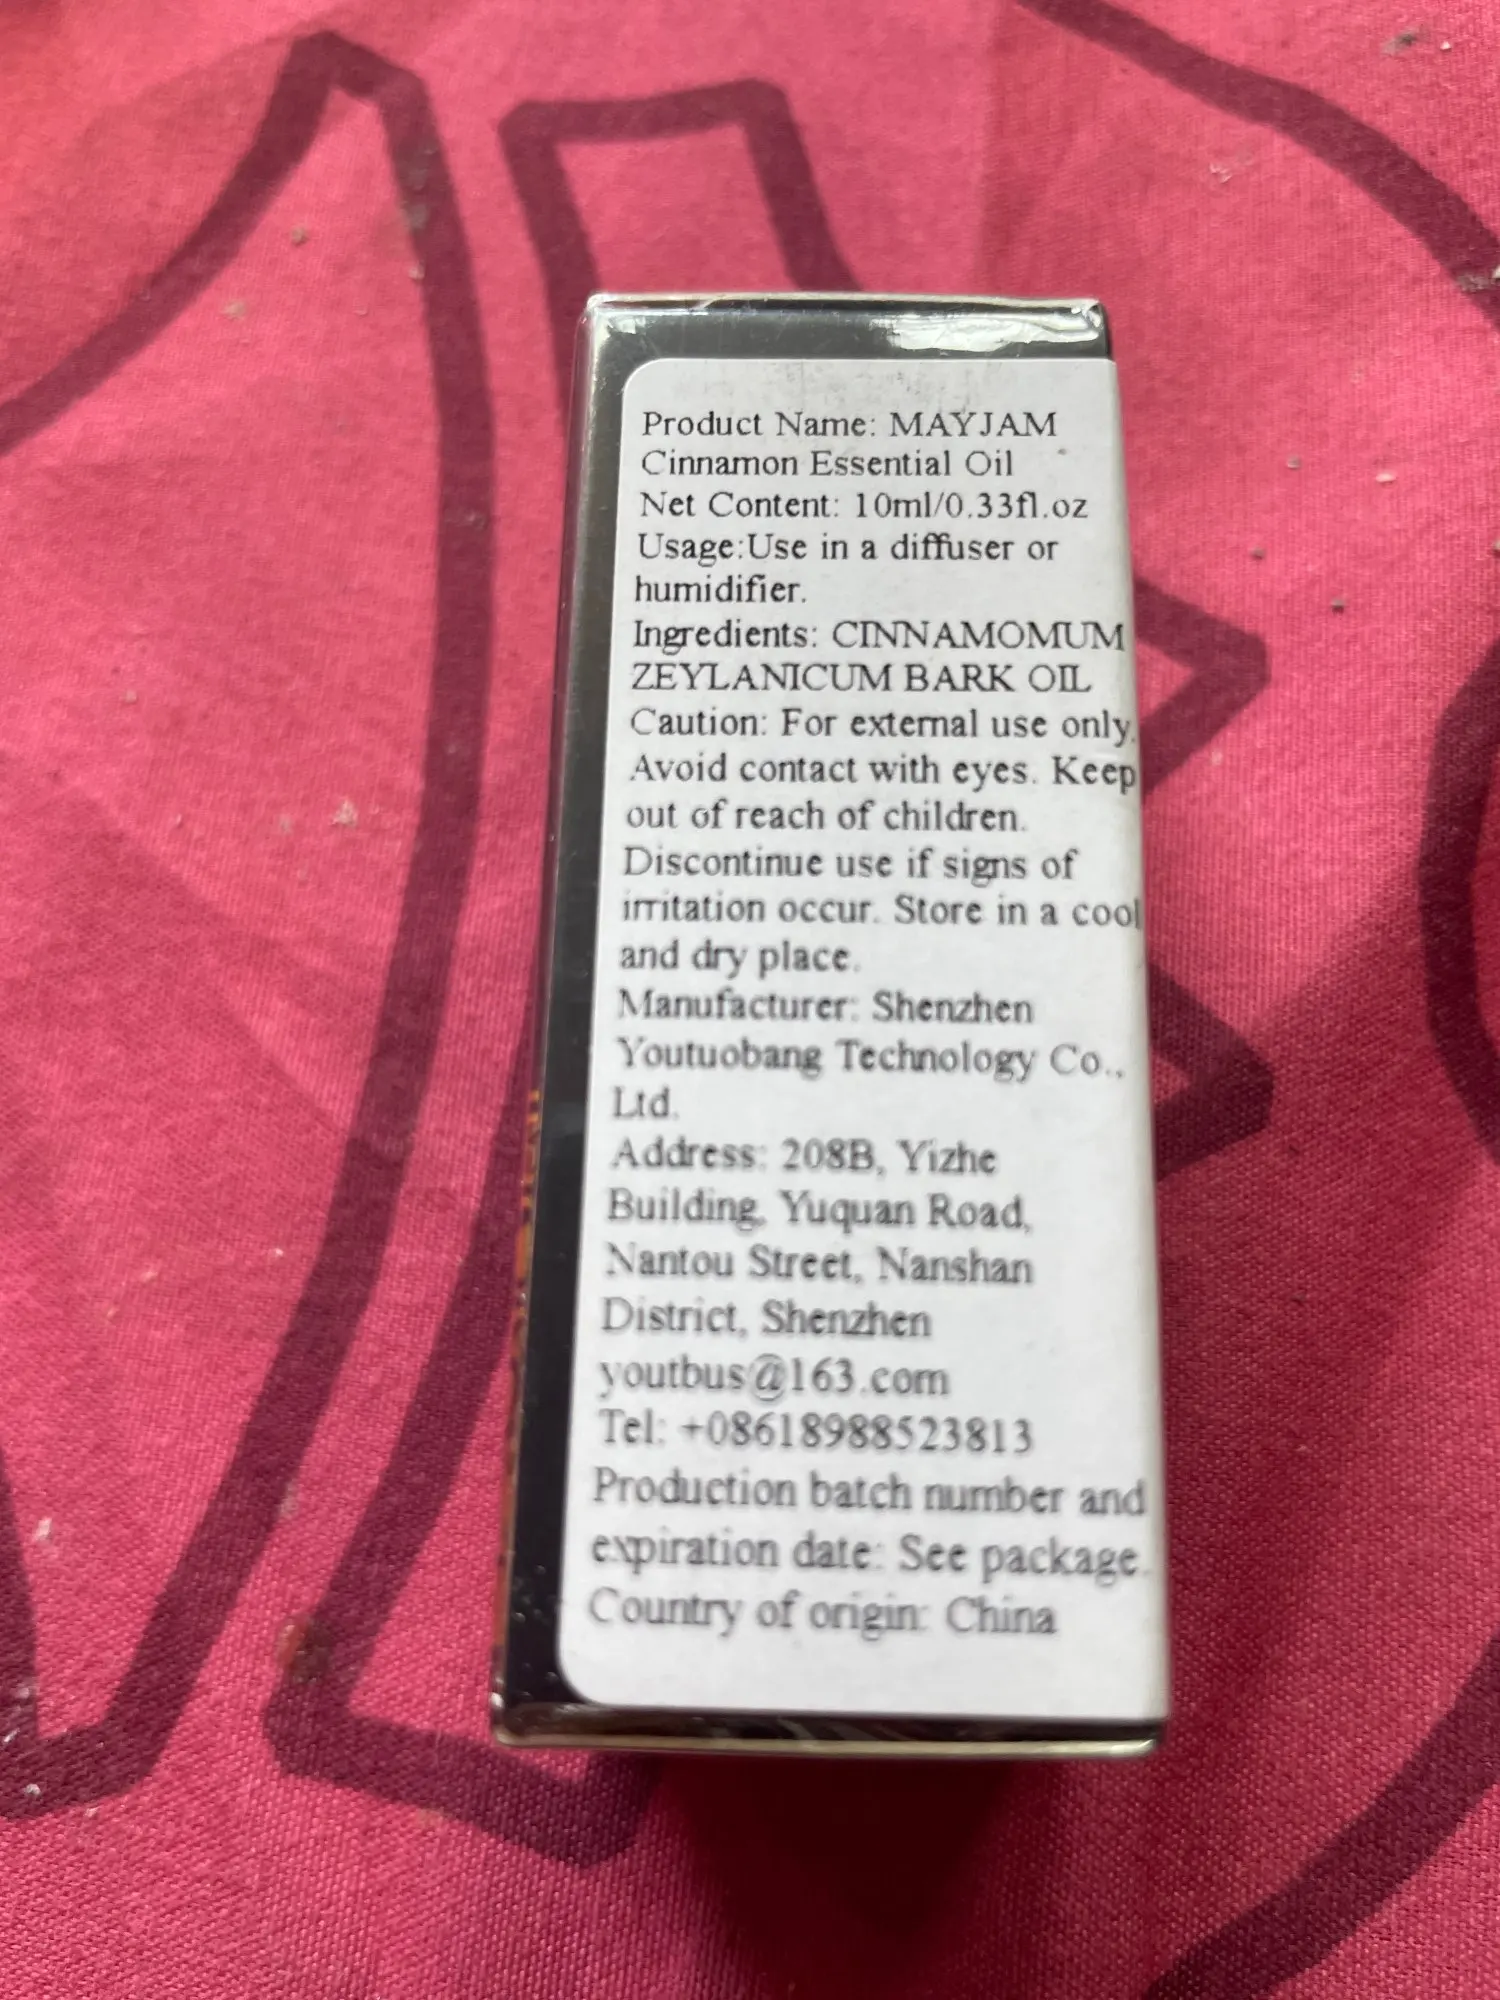 Product Name: MAYJAM
Cinnamon Essential Oil
Net Content: 10ml/0.33fl.oz
Usage:Use in a diffuser or
humidifier.
Ingredients: CINNAMOMUM
ZEYLANICUM BARK OIL
Caution: For external use only.
Avoid contact with eyes. Keep
out of reach of children.
Discontinue use if signs of
irritation occur. Store in a cool
and dry place.
Manufacturer: Shenzhen
Youtuobang Technology Co.,
Ltd.
Address: 208B, Yizhe
Building, Yuquan Road,
Nantou Street, Nanshan
District, Shenzhen
youtbus@163.com
Tel: +08618988523813
Production batch number and
expiration date: See package.
Country of origin: China